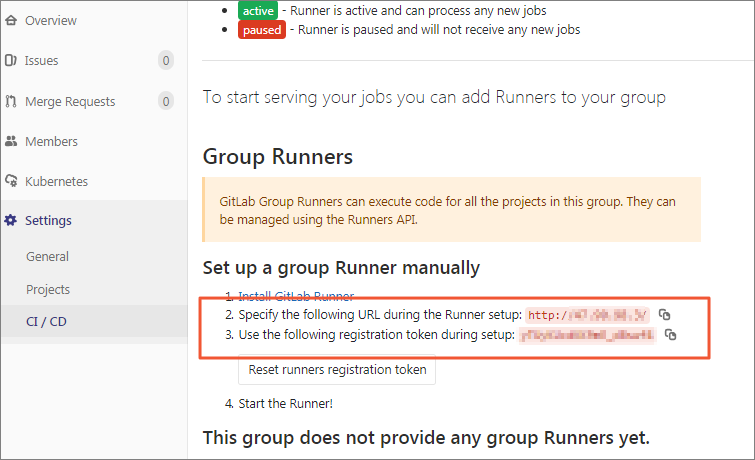 Overview
Issues 0
Merge Requests 0
Members
Kubernetes
Settings
General
Projects
CI / CD
active - Runner is active and can process any new jobs
paused - Runner is paused and will not receive any new jobs
To start serving your jobs you can add Runners to your group
Group Runners
GitLab Group Runners can execute code for all the projects in this group. They can
be managed using the Runners API.
Set up a group Runner manually
1. Install GitLab Runner
2. Specify the following URL during the Runner setup: http:/
3. Use the following registration token during setup:
Reset runners registration token
4. Start the Runner!
This group does not provide any group Runners yet.